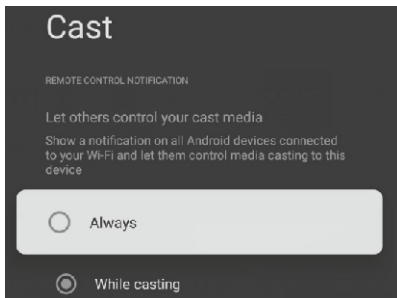 Cast
REMOTE CONTROL NOTIFICATION
Let others control your cast media
Show a notification on all Android devices connected
to your Wi-Fi and let them control media casting to this
device
Always
While casting